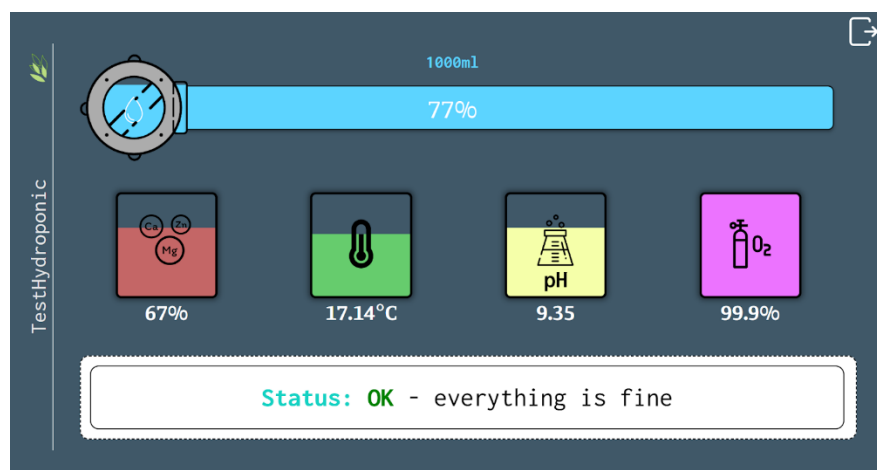 TestHydroponic
1000ml
77%
Ca Zn
Mg
pH
O₂
67% 17.14°C 9.35 99.9%
Status: OK - everything is fine